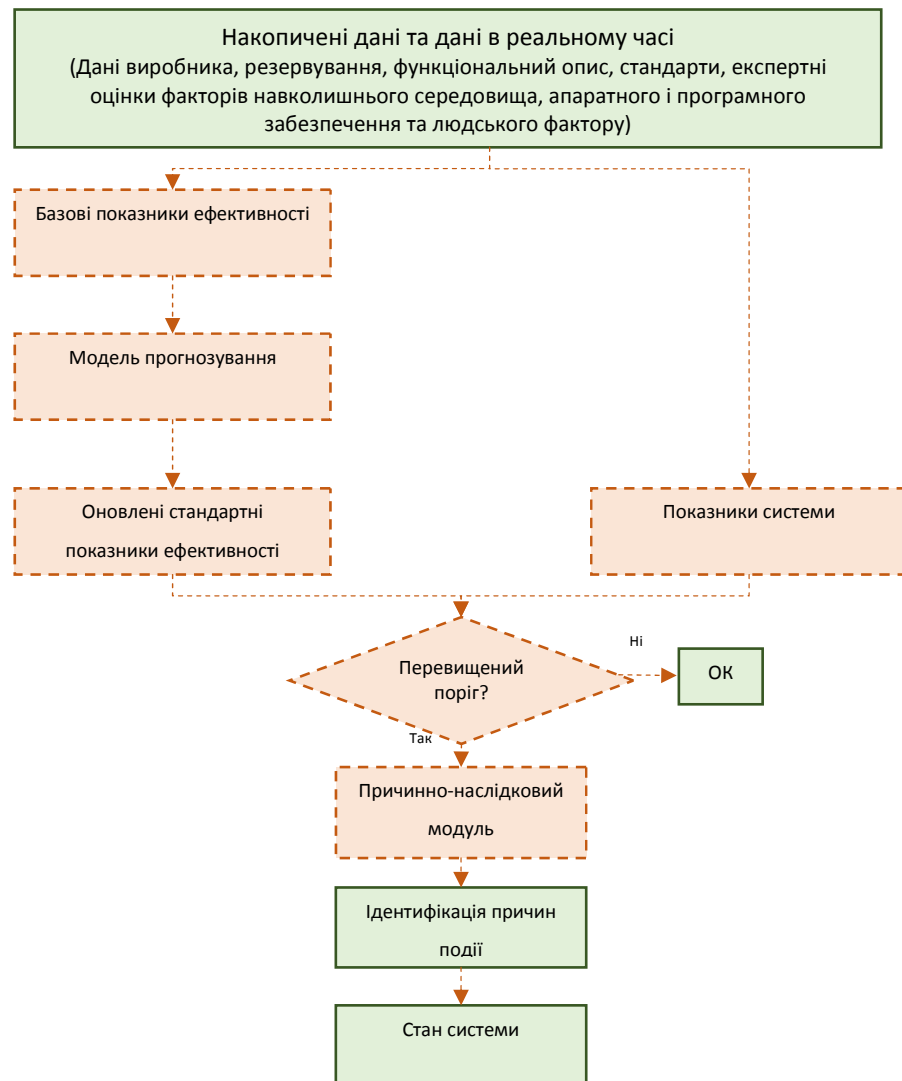 Накопичені дані та дані в реальному часі
(Дані виробника, резервування, функціональний опис, стандарти, експертні
оцінки факторів навколишнього середовища, апаратного і програмного
забезпечення та людського фактору)
Базові показники ефективності
Модель прогнозування
Оновлені стандартні
показники ефективності
Показники системи
Перевищений
поріг?
Ні
ОК
Так
Причинно-наслідковий
модуль
Ідентифікація причин
події
Стан системи